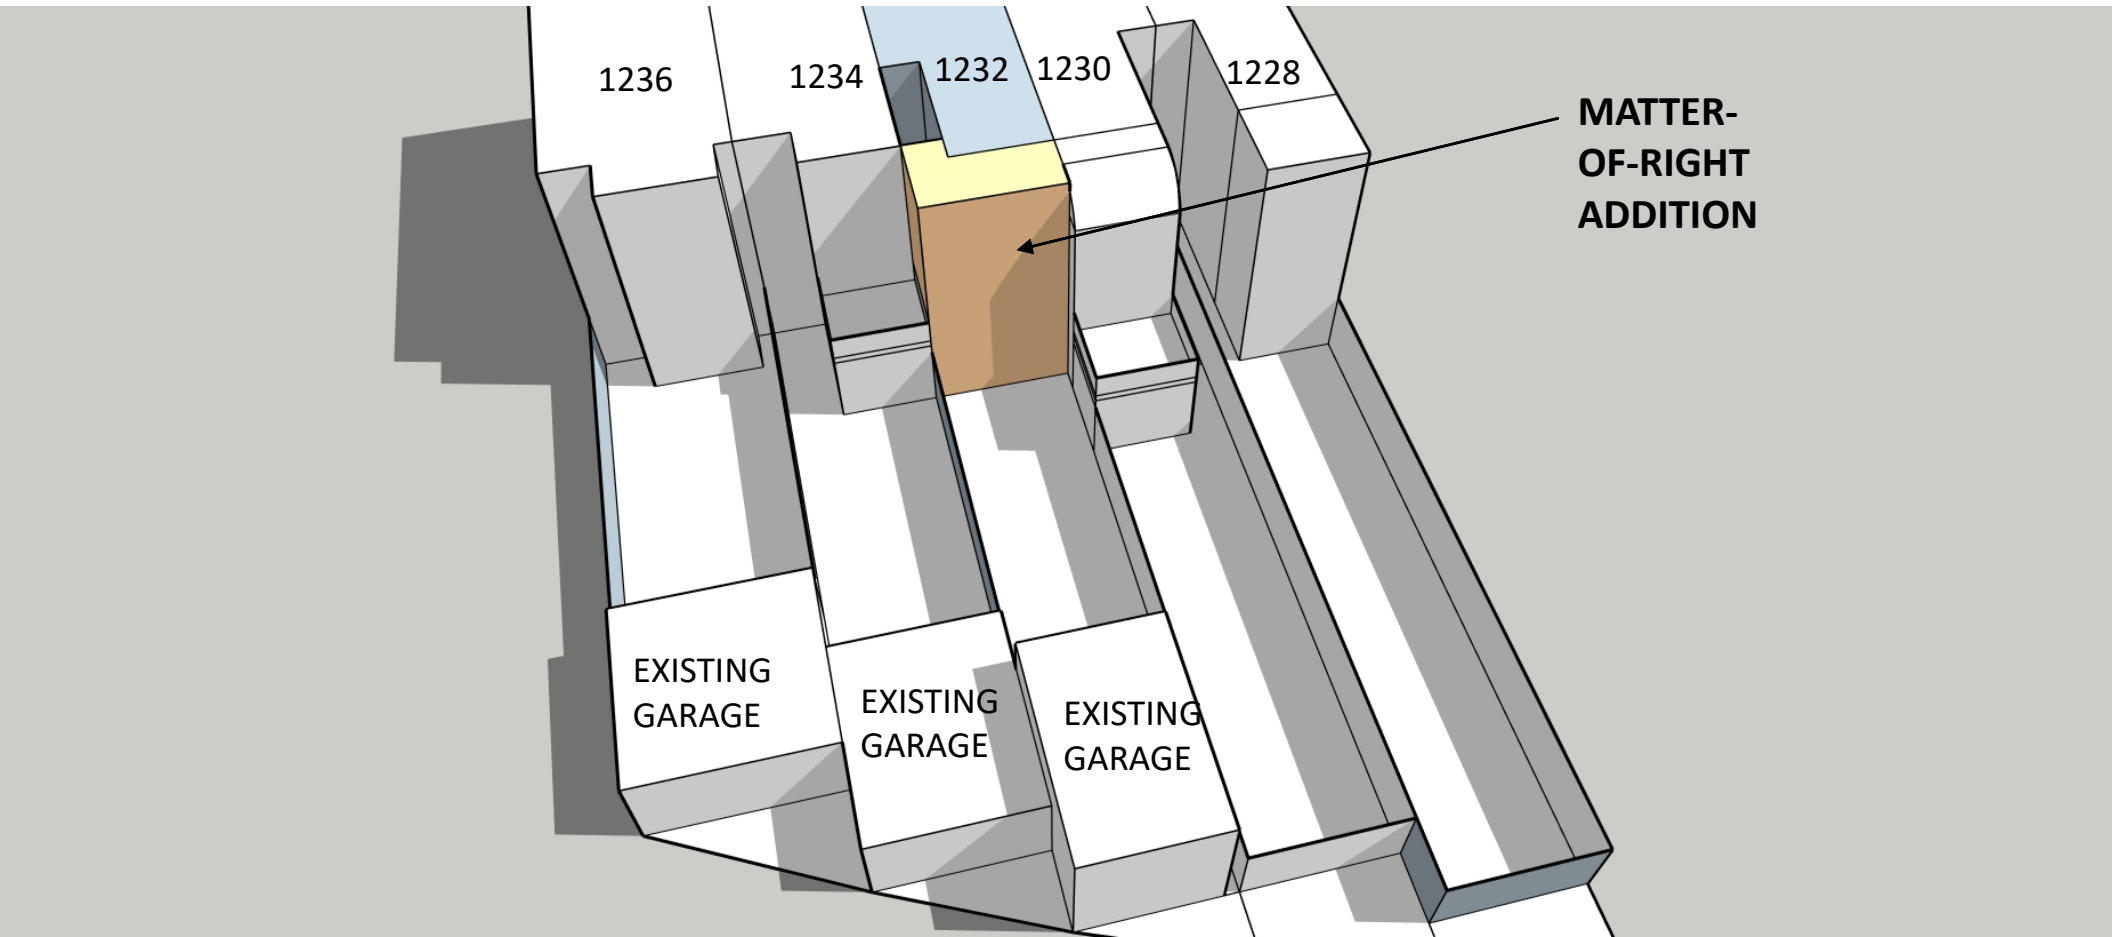 1236
1234
1232
1230
1228
MATTER-
OF-RIGHT
ADDITION
EXISTING
GARAGE
EXISTING
GARAGE
EXISTING
GARAGE